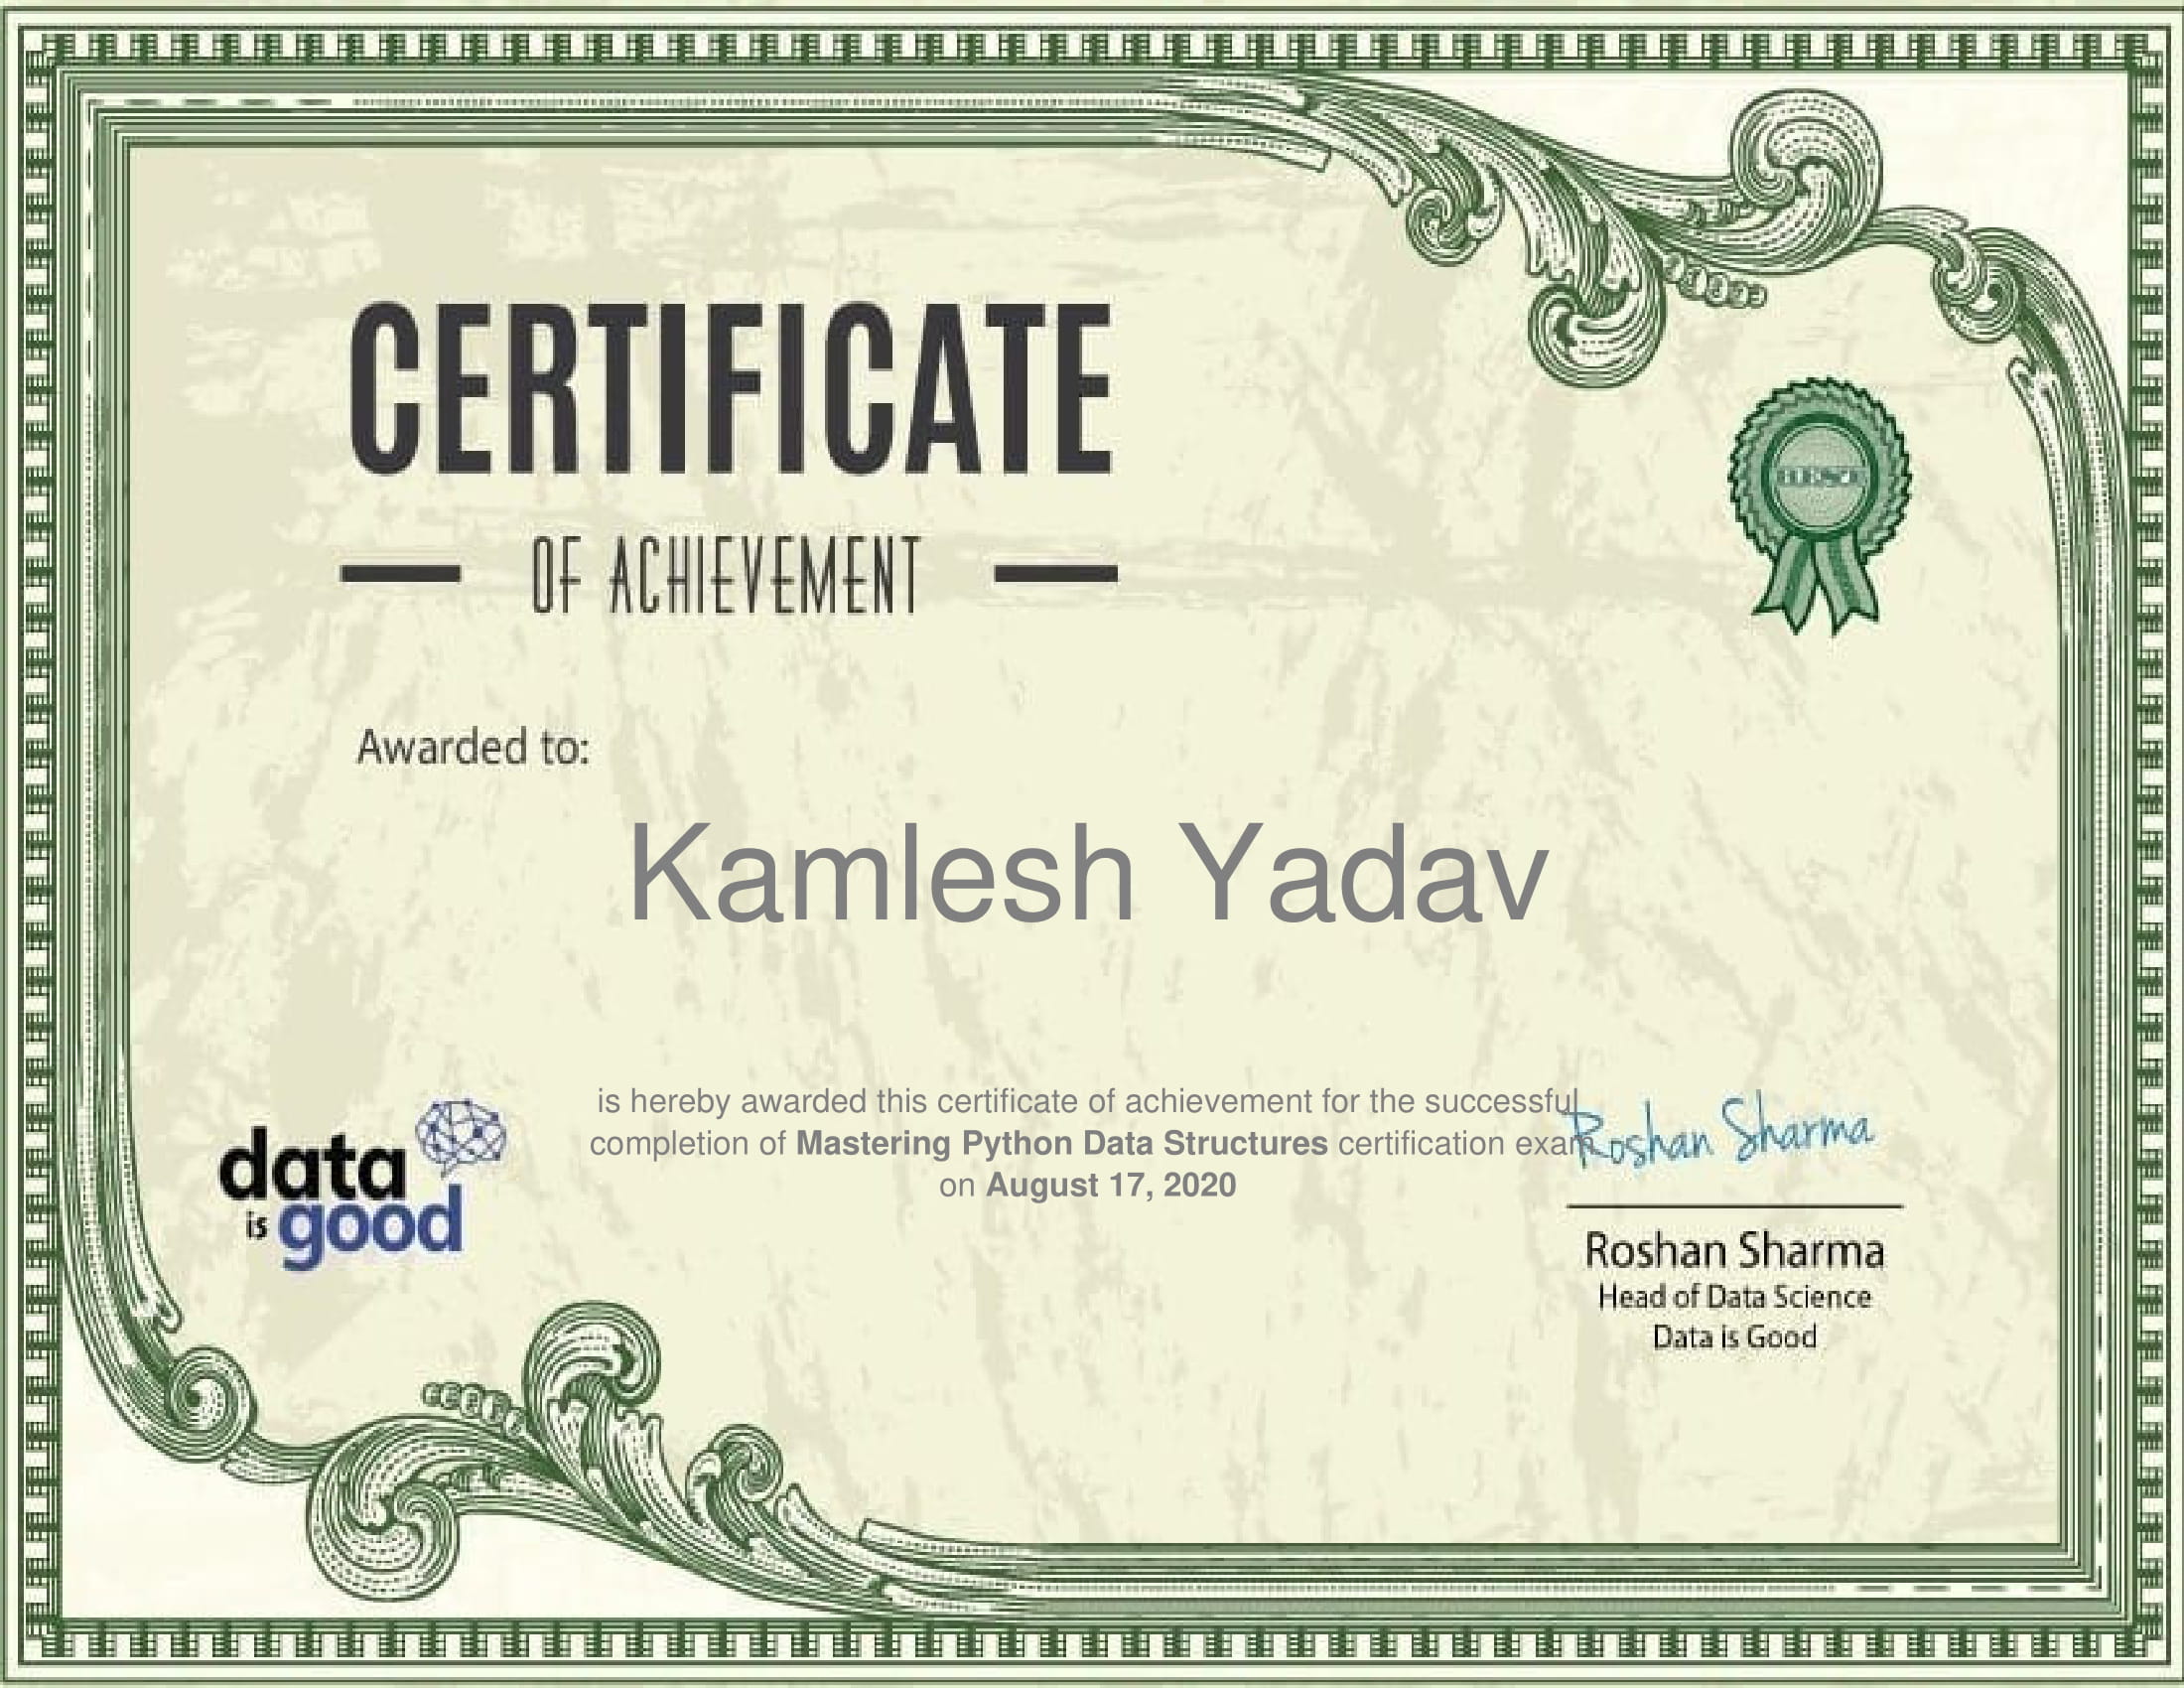 CERTIFICATE
OF ACHIEVEMENT
BEST
Awarded to:
Kamlesh Yadav
is hereby awarded this certificate of achievement for the successful
completion of Mastering Python Data Structures certification exam
on August 17, 2020
data
is good
Roshan Sharma
Roshan Sharma
Head of Data Science
Data is Good